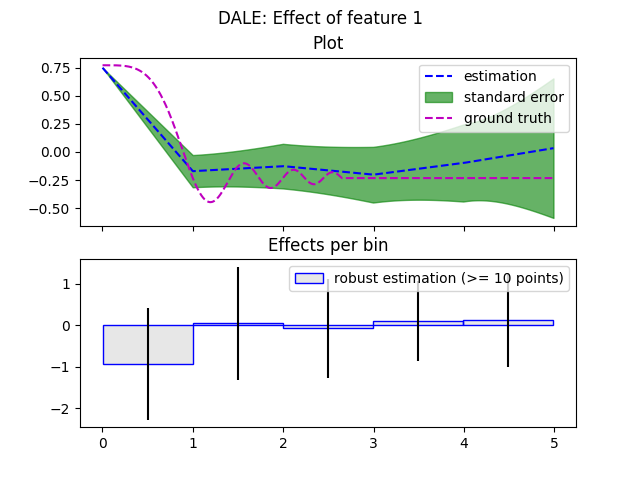 DALE: Effect of feature 1
Plot
0.75
0.50
0.25
0.00
−0.25
−0.50
estimation
standard error
ground truth
Effects per bin
1
0
−1
−2
robust estimation (>= 10 points)
0 1 2 3 4 5